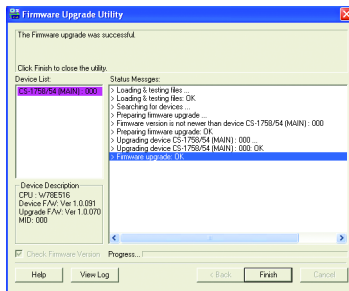 Firmware Upgrade Utility
The Firmware upgrade was successful.
Click Finish to close the utility.
Device List:
CS-1758/54 (MAIN) : 000
Status Messges:
> Loading & testing files ...
> Loading & testing files: OK
> Searching for devices ...
> Preparing firmware upgrade ...
> Firmware version is not newer than device CS-1758/54 (MAIN) : 000
> Preparing firmware upgrade: OK
> Upgrading device CS-1758/54 (MAIN) : 000 ...
> Upgrading device CS-1758/54 (MAIN) : 000: OK
> Firmware upgrade: OK
Device Description
CPU : W78E516
Device F/W: Ver 1.0.091
Upgrade F/W: Ver 1.0.070
MID: 000
Check Firmware Version
Progress...
Help
View Log
< Back
Finish
Cancel